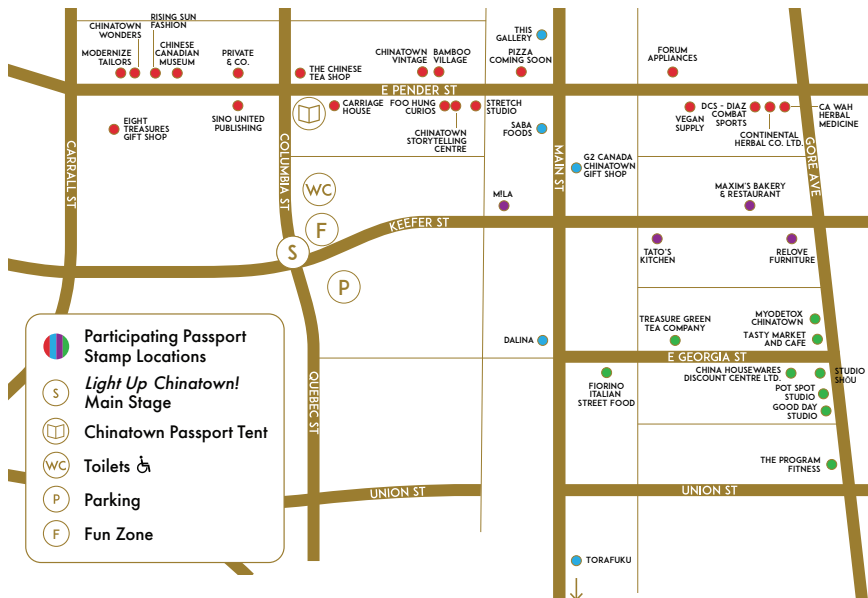 RISING SUN
FASHION
CHINATOWN
WONDERS
MODERNIZE
TAILORS
CHINESE
CANADIAN
MUSEUM
PRIVATE
& CO.
THE CHINESE
TEA SHOP
CHINATOWN
VINTAGE
BAMBOO
VILLAGE
THIS
GALLERY
PIZZA
COMING SOON
FORUM
APPLIANCES
E PENDER ST
EIGHT
TREASURES
GIFT SHOP
SINO UNITED
PUBLISHING
CARRIAGE
HOUSE
FOO HUNG
CURIOS
STRETCH
STUDIO
CHINATOWN
STORYTELLING
CENTRE
SABA
FOODS
VEGAN
SUPPLY
DCS - DIAZ
COMBAT
SPORTS
CONTINENTAL
HERBAL CO. LTD.
CA WAH
HERBAL
MEDICINE
CARRALL ST
COLUMBIA ST
MAIN ST
GORE AVE
G2 CANADA
CHINATOWN
GIFT SHOP
WC
M!LA
MAXIM'S BAKERY
& RESTAURANT
F
KEEFER ST
S
P
TATO'S
KITCHEN
RELOVE
FURNITURE
DALINA
TREASURE GREEN
TEA COMPANY
MYODETOX
CHINATOWN
TASTY MARKET
AND CAFE
E GEORGIA ST
QUEBEC ST
FIORINO
ITALIAN
STREET FOOD
CHINA HOUSEWARES
DISCOUNT CENTRE LTD.
STUDIO
SHŌU
POT SPOT
STUDIO
GOOD DAY
STUDIO
THE PROGRAM
FITNESS
UNION ST
UNION ST
TORAFUKU
Participating Passport
Stamp Locations
S
Light Up Chinatown!
Main Stage
Chinatown Passport Tent
WC
Toilets
P
Parking
F
Fun Zone